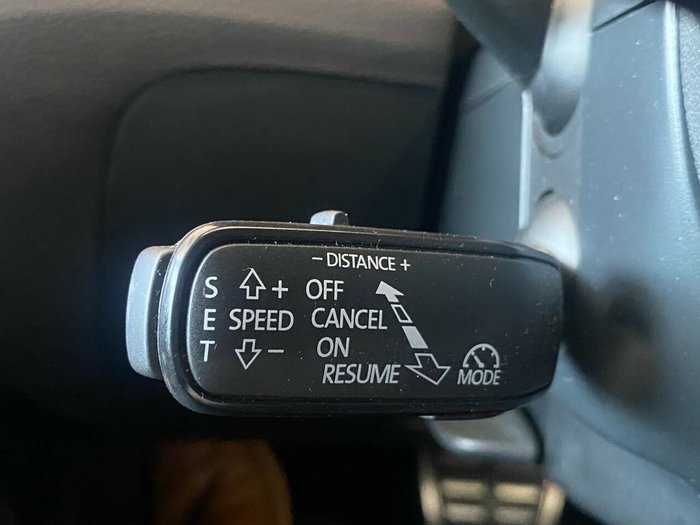 − DISTANCE +
S + OFF
E SPEED CANCEL
T − ON
RESUME MODE